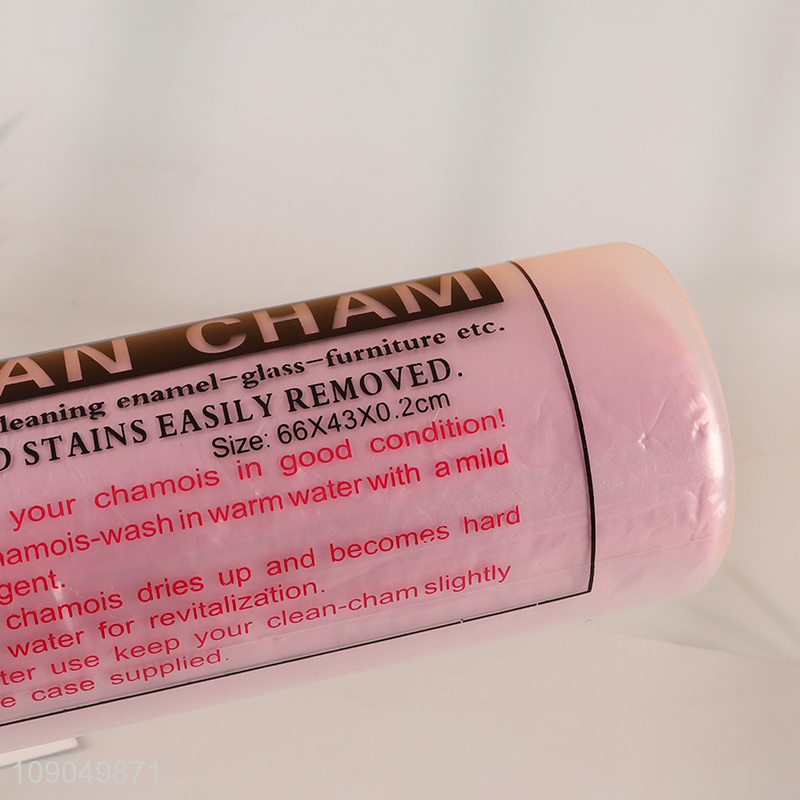 AN CHAM
leaning enamel-glass-furniture etc.
D STAINS EASILY REMOVED.
Size: 66X43X0.2cm
your chamois in good condition!
hamois-wash in warm water with a mild
gent.
chamois dries up and becomes hard
water for revitalization.
ter use keep your clean-cham slightly
e case supplied.
109049871